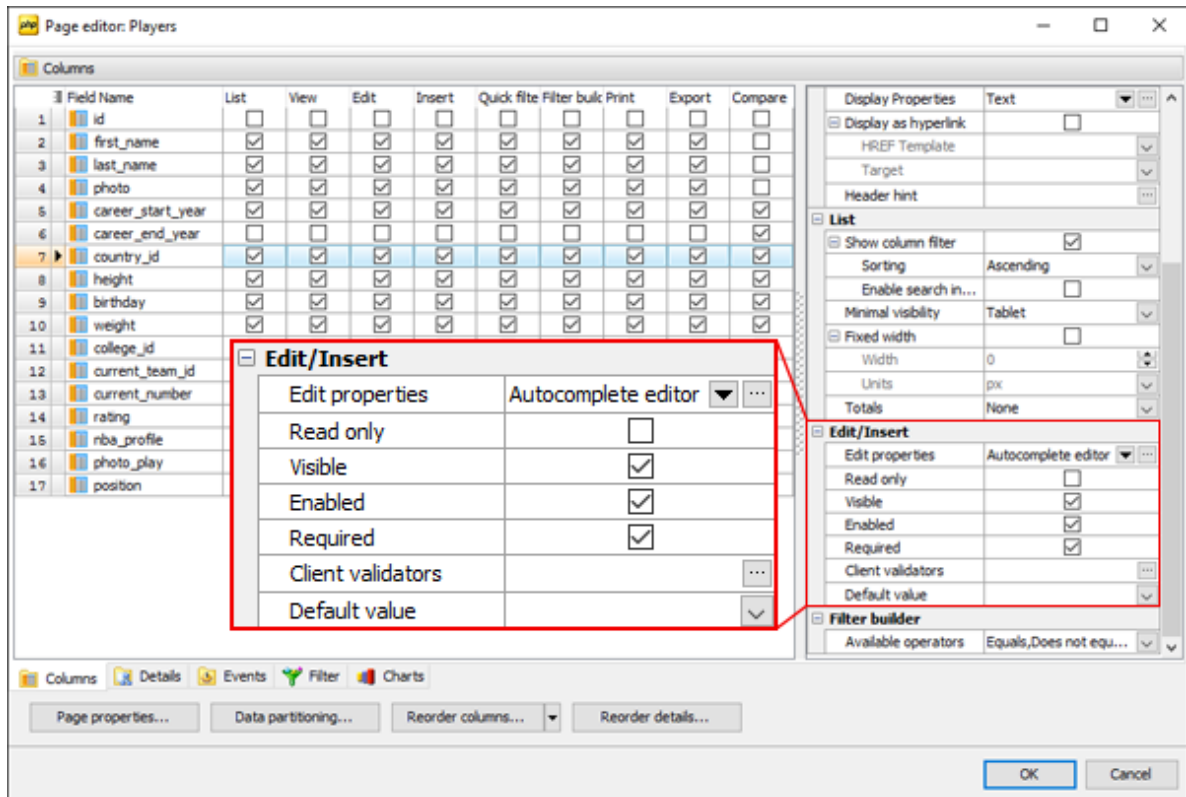 Page editor: Players
Columns
Field Name List View Edit Insert Quick filte Filter builc Print Export Compare
1 id
2 first_name
3 last_name
4 photo
5 career_start_year
6 career_end_year
7 country_id
8 height
9 birthday
10 weight
11 college_id
12 current_team_id
13 current_number
14 rating
15 nba_profile
16 photo_play
17 position
Edit/Insert
Edit properties Autocomplete editor
Read only
Visible
Enabled
Required
Client validators
Default value
Display Properties Text
Display as hyperlink
HREF Template
Target
Header hint
List
Show column filter
Sorting Ascending
Enable search in...
Minimal visibility Tablet
Fixed width
Width 0
Units px
Totals None
Edit/Insert
Edit properties Autocomplete editor
Read only
Visible
Enabled
Required
Client validators
Default value
Filter builder
Available operators Equals,Does not equ...
Columns Details Events Filter Charts
Page properties... Data partitioning... Reorder columns... Reorder details...
OK Cancel